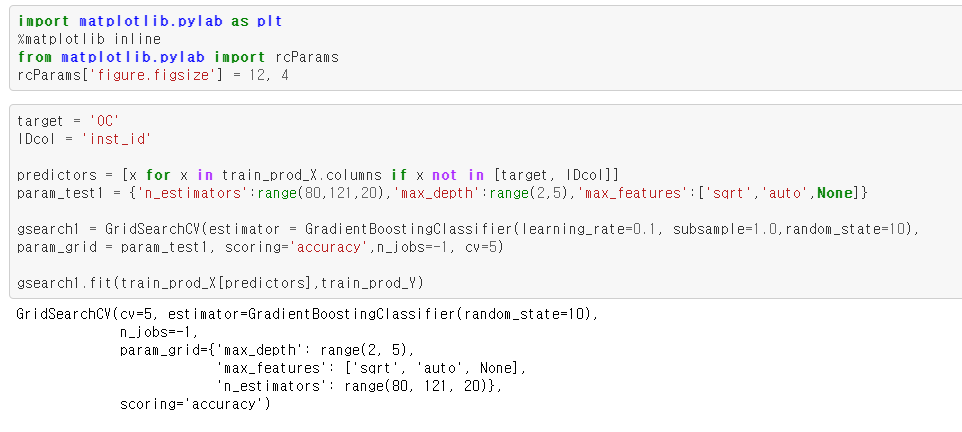 import matplotlib.pylab as plt
%matplotlib inline
from matplotlib.pylab import rcParams
rcParams['figure.figsize'] = 12, 4
target = 'OC'
IDcol = 'inst_id'
predictors = [x for x in train_prod_X.columns if x not in [target, IDcol]]
param_test1 = {'n_estimators':range(80,121,20),'max_depth':range(2,5),'max_features':['sqrt','auto',None]}
gsearch1 = GridSearchCV(estimator = GradientBoostingClassifier(learning_rate=0.1, subsample=1.0,random_state=10),
param_grid = param_test1, scoring='accuracy',n_jobs=-1, cv=5)
gsearch1.fit(train_prod_X[predictors],train_prod_Y)
GridSearchCV(cv=5, estimator=GradientBoostingClassifier(random_state=10),
n_jobs=-1,
param_grid={'max_depth': range(2, 5),
'max_features': ['sqrt', 'auto', None],
'n_estimators': range(80, 121, 20)},
scoring='accuracy')